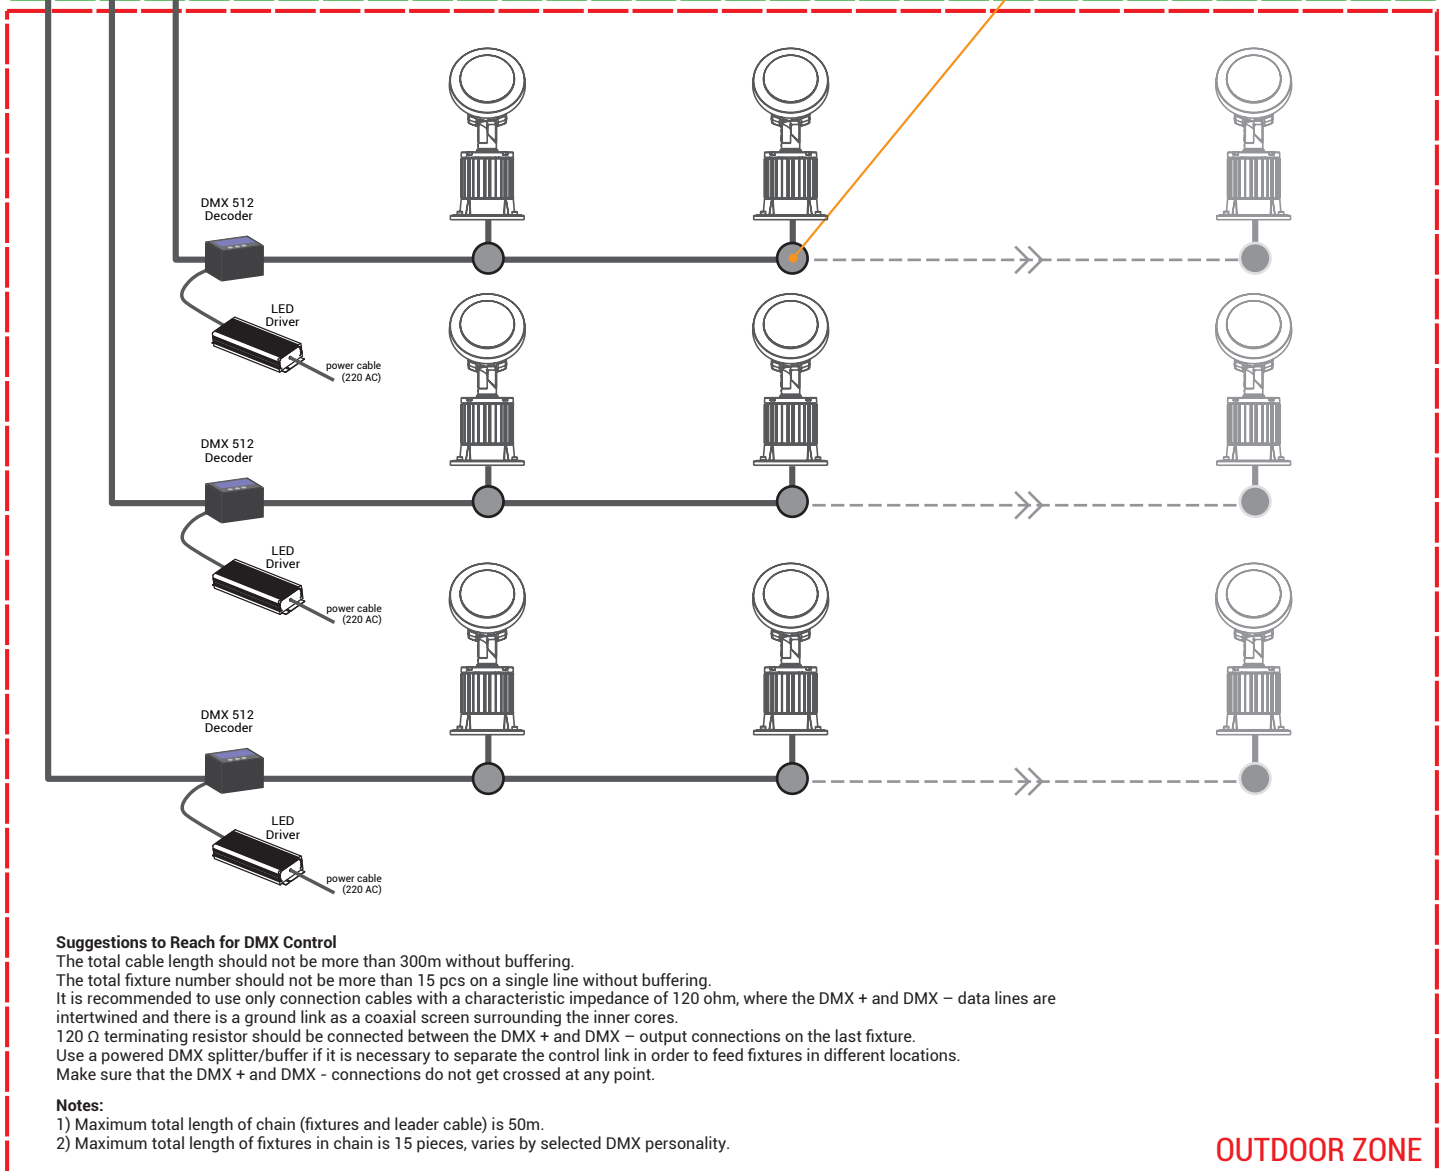 DMX 512
Decoder
LED
Driver
power cable
(220 AC)
DMX 512
Decoder
LED
Driver
power cable
(220 AC)
DMX 512
Decoder
LED
Driver
power cable
(220 AC)
Suggestions to Reach for DMX Control
The total cable length should not be more than 300m without buffering.
The total fixture number should not be more than 15 pcs on a single line without buffering.
It is recommended to use only connection cables with a characteristic impedance of 120 ohm, where the DMX + and DMX – data lines are
intertwined and there is a ground link as a coaxial screen surrounding the inner cores.
120 Ω terminating resistor should be connected between the DMX + and DMX – output connections on the last fixture.
Use a powered DMX splitter/buffer if it is necessary to separate the control link in order to feed fixtures in different locations.
Make sure that the DMX + and DMX - connections do not get crossed at any point.
Notes:
1) Maximum total length of chain (fixtures and leader cable) is 50m.
2) Maximum total length of fixtures in chain is 15 pieces, varies by selected DMX personality.
OUTDOOR ZONE